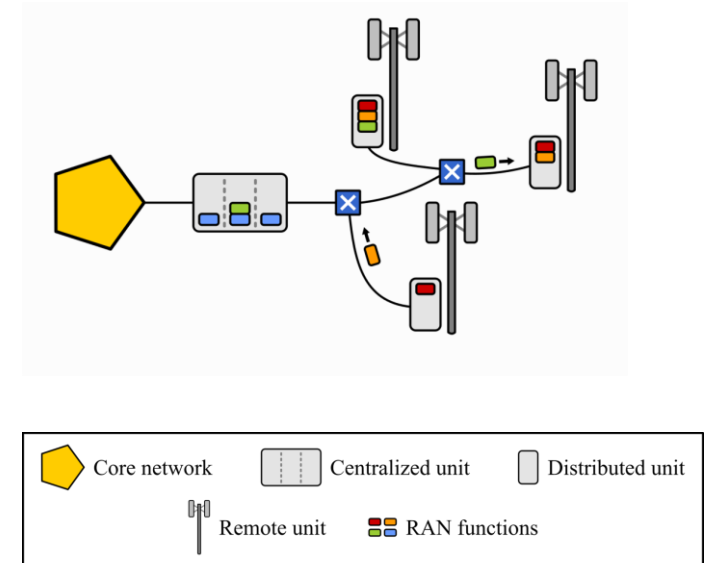 Core network
Centralized unit
Distributed unit
Remote unit
RAN functions